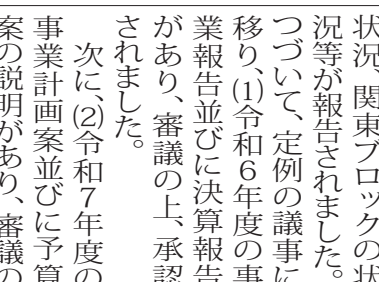 状況、関東ブロックの状
況等が報告されました。
つづいて、定例の議事に
移り、(1)令和６年度の事
業報告並びに決算報告
があり、審議の上、承認
されました。
次に、(2)令和７年度の
事業計画案並びに予算
案の説明があり、審議の